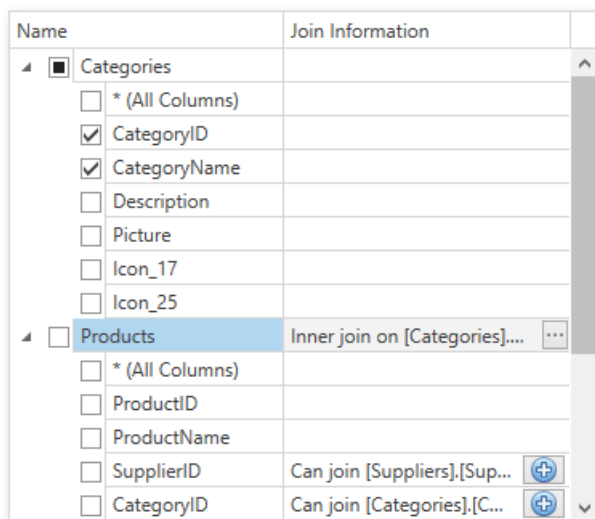 Name Join Information
Categories
* (All Columns)
CategoryID
CategoryName
Description
Picture
Icon_17
Icon_25
Products Inner join on [Categories].... ...
* (All Columns)
ProductID
ProductName
SupplierID Can join [Suppliers].[Sup...
CategoryID Can join [Categories].[C...